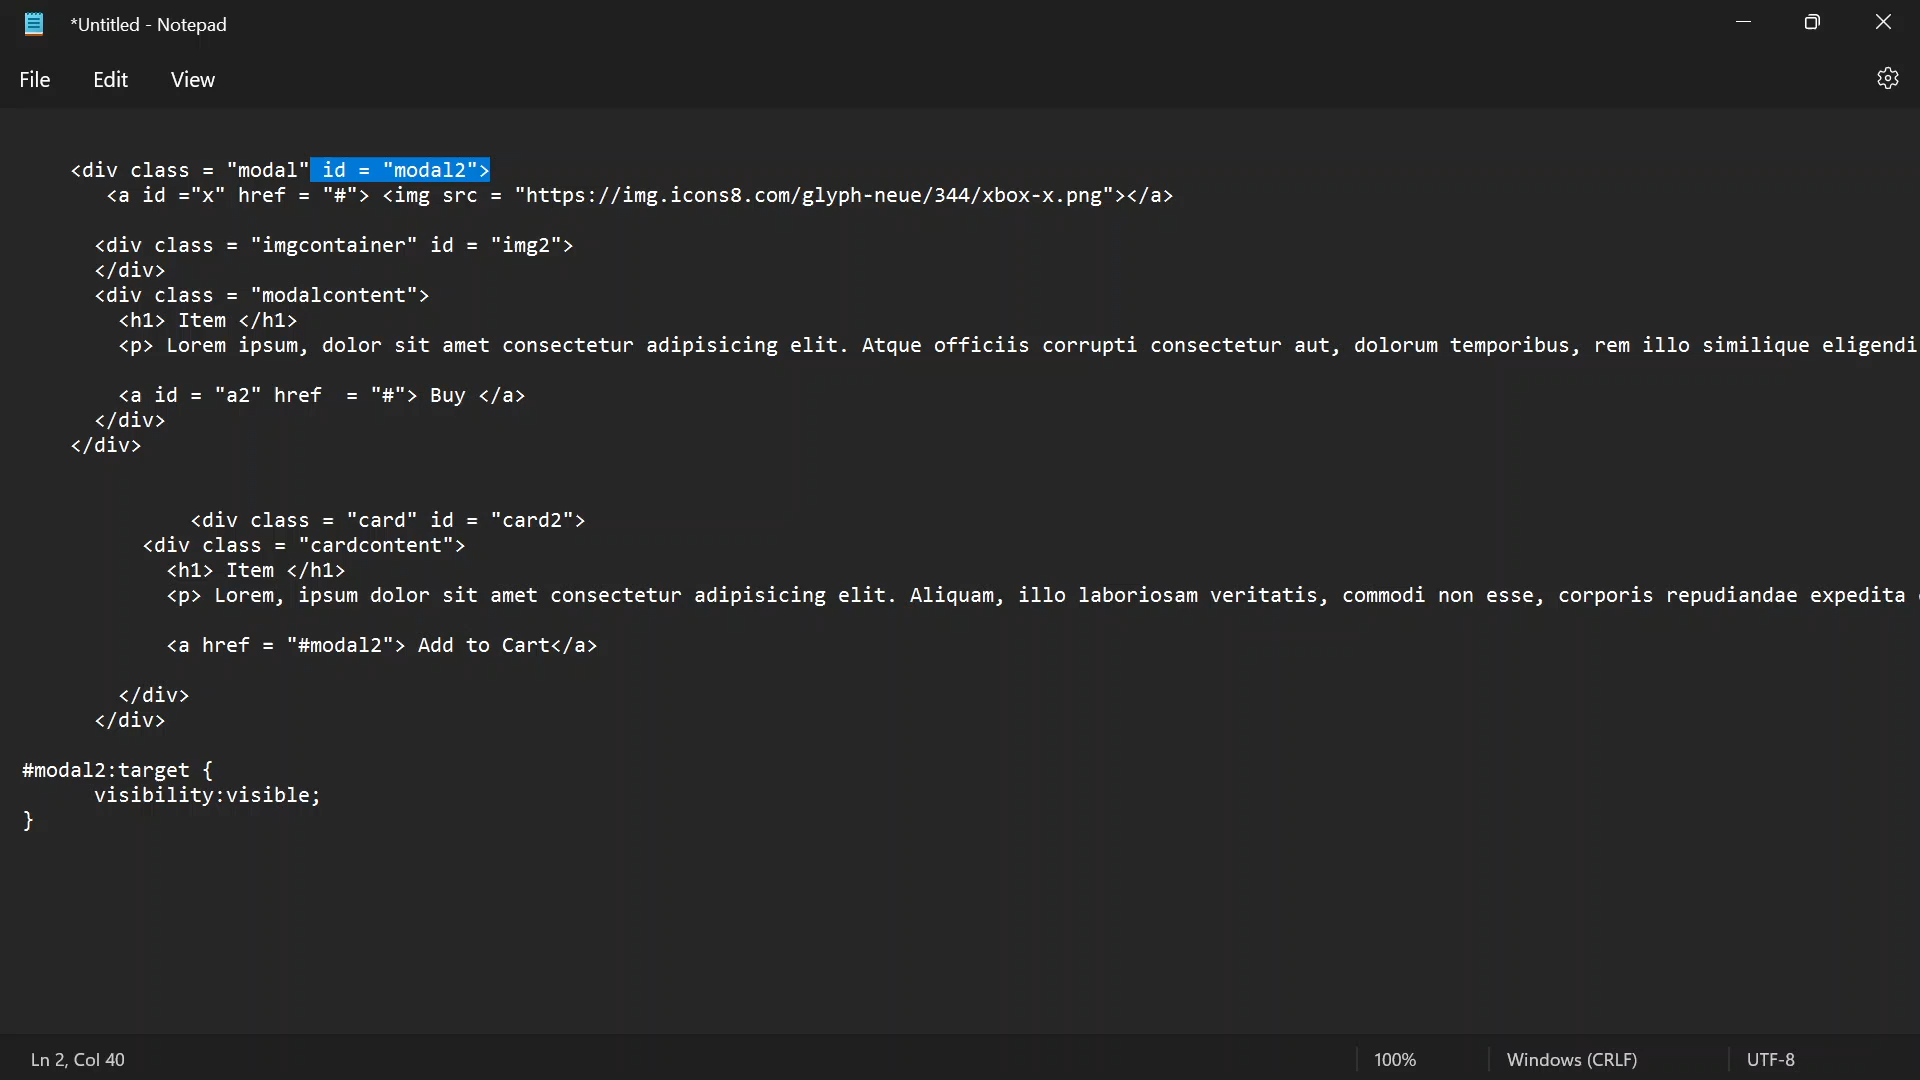 *Untitled - Notepad
File Edit View
<div class = "modal" id = "modal2">
<a id ="x" href = "#"> <img src = "https://img.icons8.com/glyph-neue/344/xbox-x.png"></a>
<div class = "imgcontainer" id = "img2">
</div>
<div class = "modalcontent">
<h1> Item </h1>
<p> Lorem ipsum, dolor sit amet consectetur adipisicing elit. Atque officiis corrupti consectetur aut, dolorum temporibus, rem illo similique eligendi
<a id = "a2" href  = "#"> Buy </a>
</div>
</div>
<div class = "card" id = "card2">
<div class = "cardcontent">
<h1> Item </h1>
<p> Lorem, ipsum dolor sit amet consectetur adipisicing elit. Aliquam, illo laboriosam veritatis, commodi non esse, corporis repudiandae expedita
<a href = "#modal2"> Add to Cart</a>
</div>
</div>
#modal2:target {
visibility:visible;
}
Ln 2, Col 40 100% Windows (CRLF) UTF-8